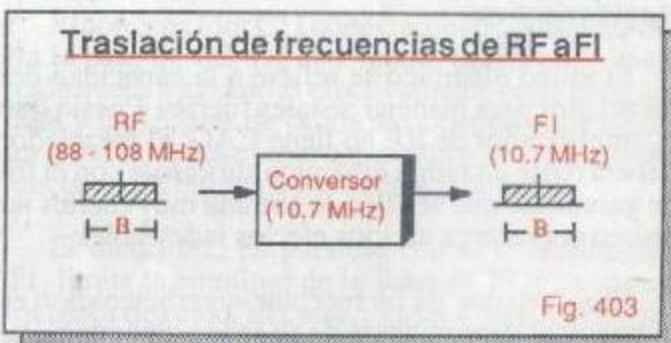 Traslación de frecuencias de RF a FI
RF
(88 - 108 MHz)
B
Conversor
(10.7 MHz)
FI
(10.7 MHz)
B
Fig. 403